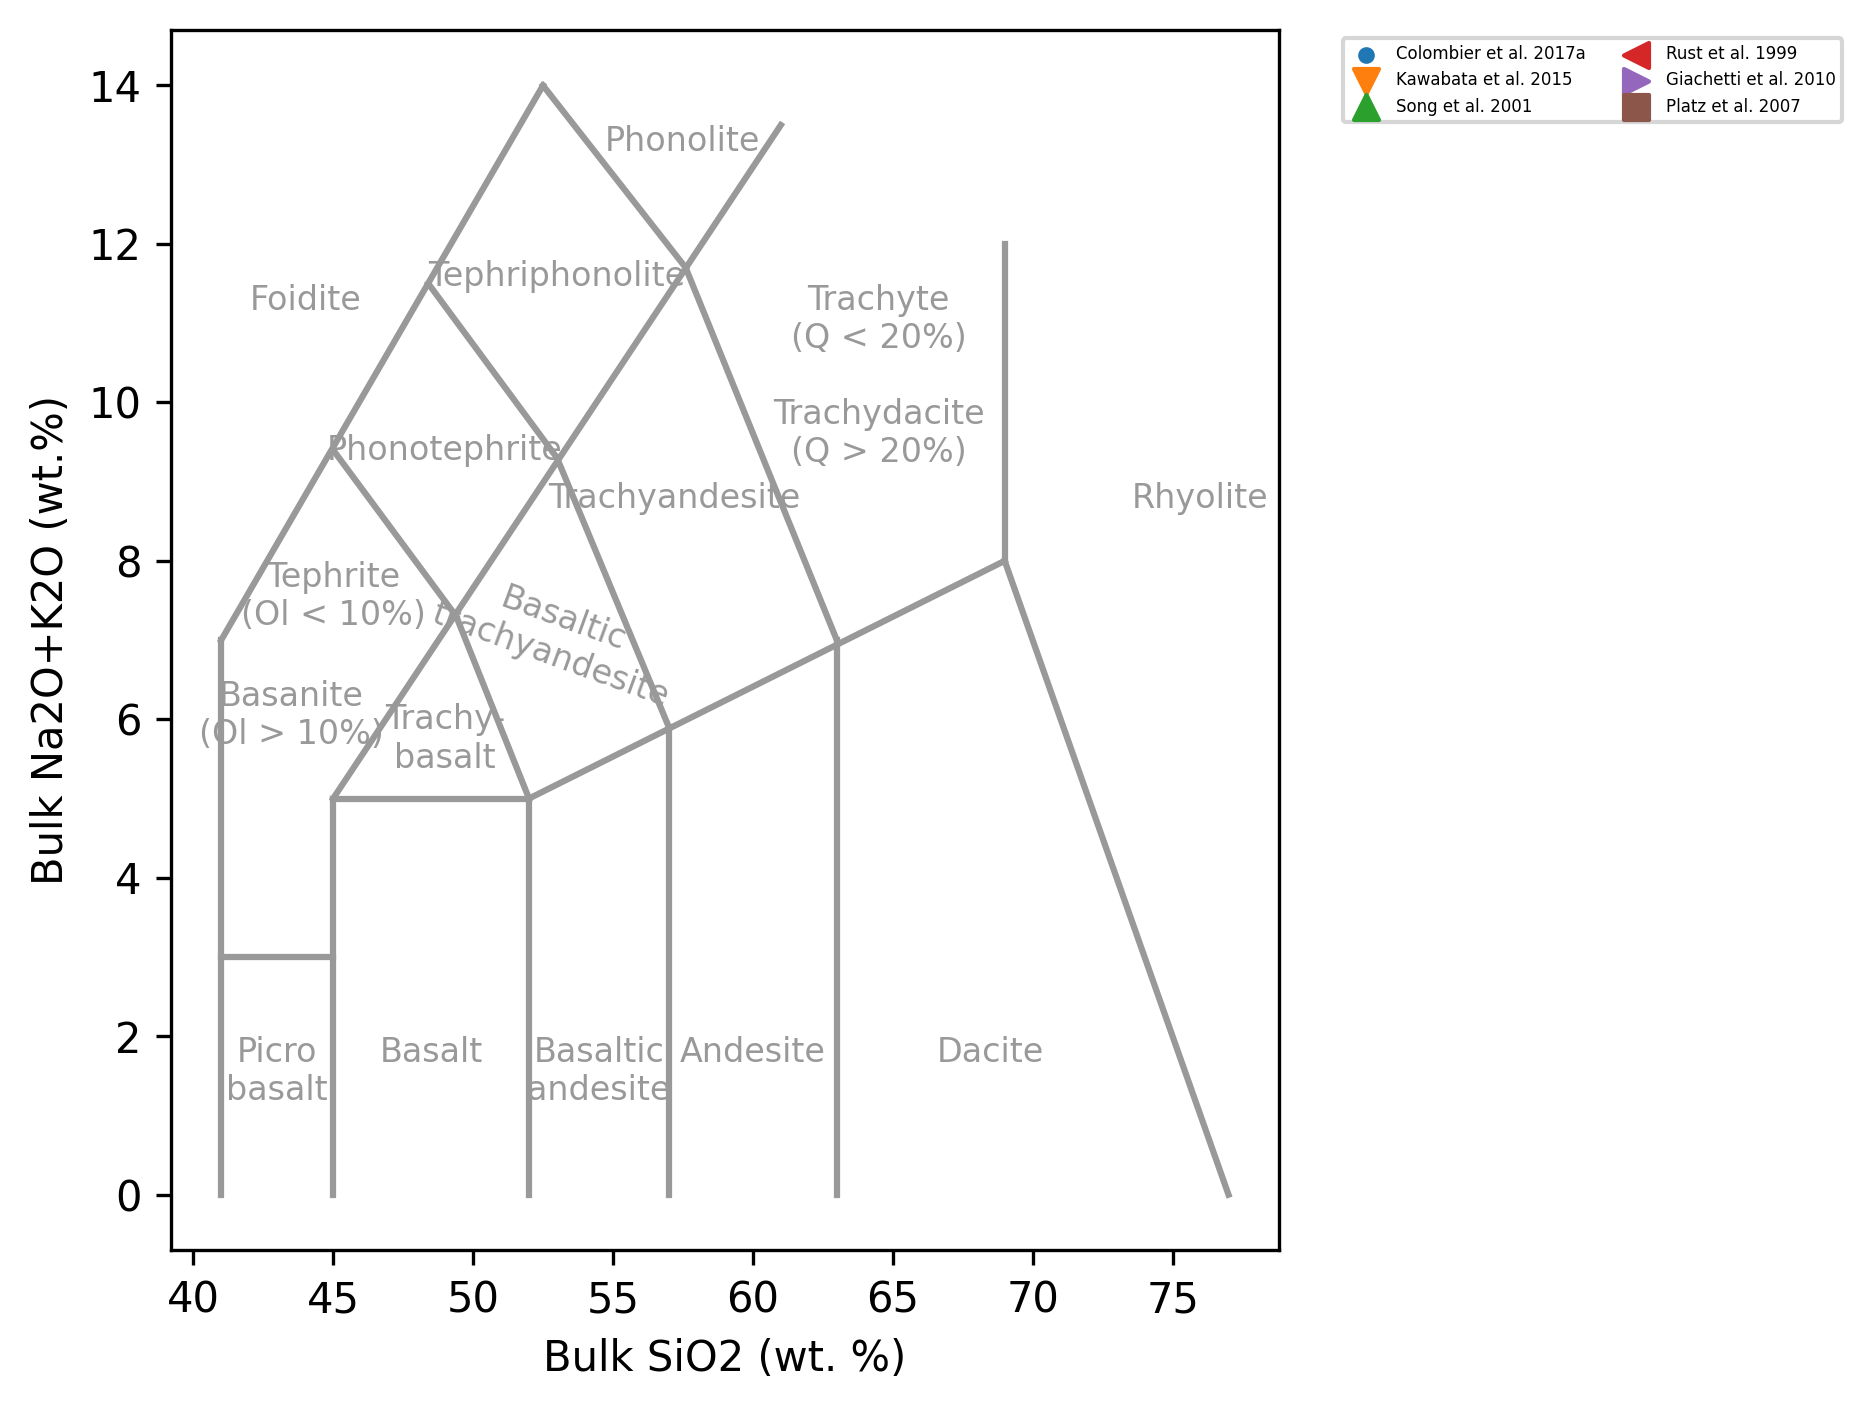 14
12
10
8
6
4
2
0
Bulk Na2O+K2O (wt.%)
40
45
50
55
60
65
70
75
Bulk SiO2 (wt. %)
Phonolite
Tephriphonolite
Foidite
Trachyte
(Q < 20%)
Trachydacite
(Q > 20%)
Phonotephrite
Trachyandesite
Rhyolite
Tephrite
(Ol < 10%)
Basaltic
trachyandesite
Basanite
(Ol > 10%)
Trachy-
basalt
Picro
basalt
Basalt
Basaltic
andesite
Andesite
Dacite
Colombier et al. 2017a
Kawabata et al. 2015
Song et al. 2001
Rust et al. 1999
Giachetti et al. 2010
Platz et al. 2007